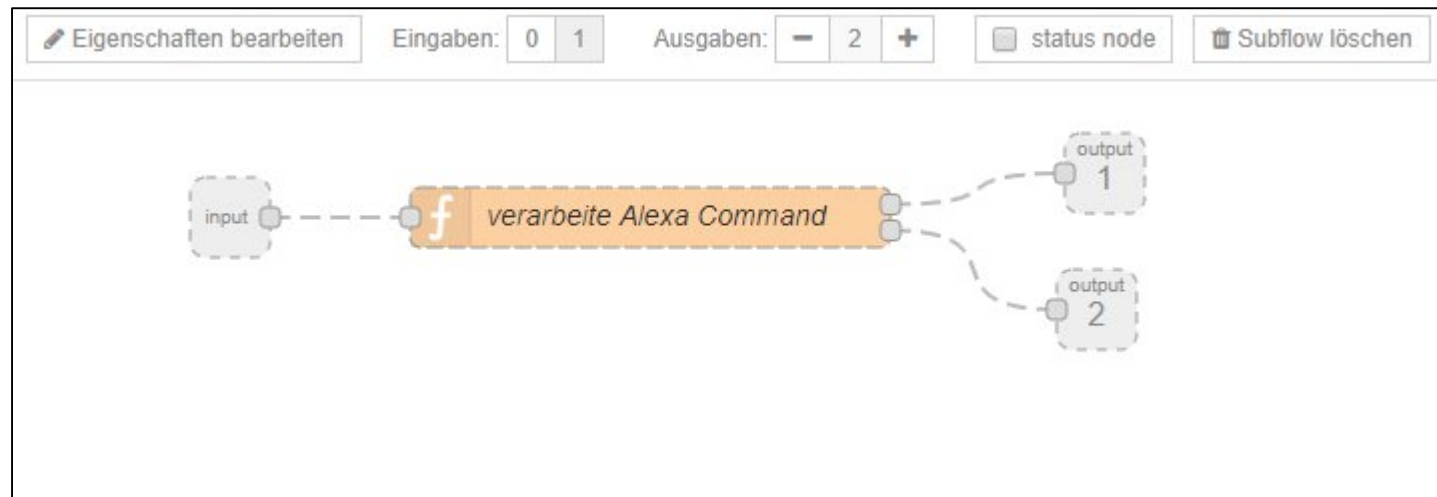 Eigenschaften bearbeiten Eingaben: 0 1 Ausgaben: - 2 + status node Subflow löschen
output
1
input f verarbeite Alexa Command
output
2